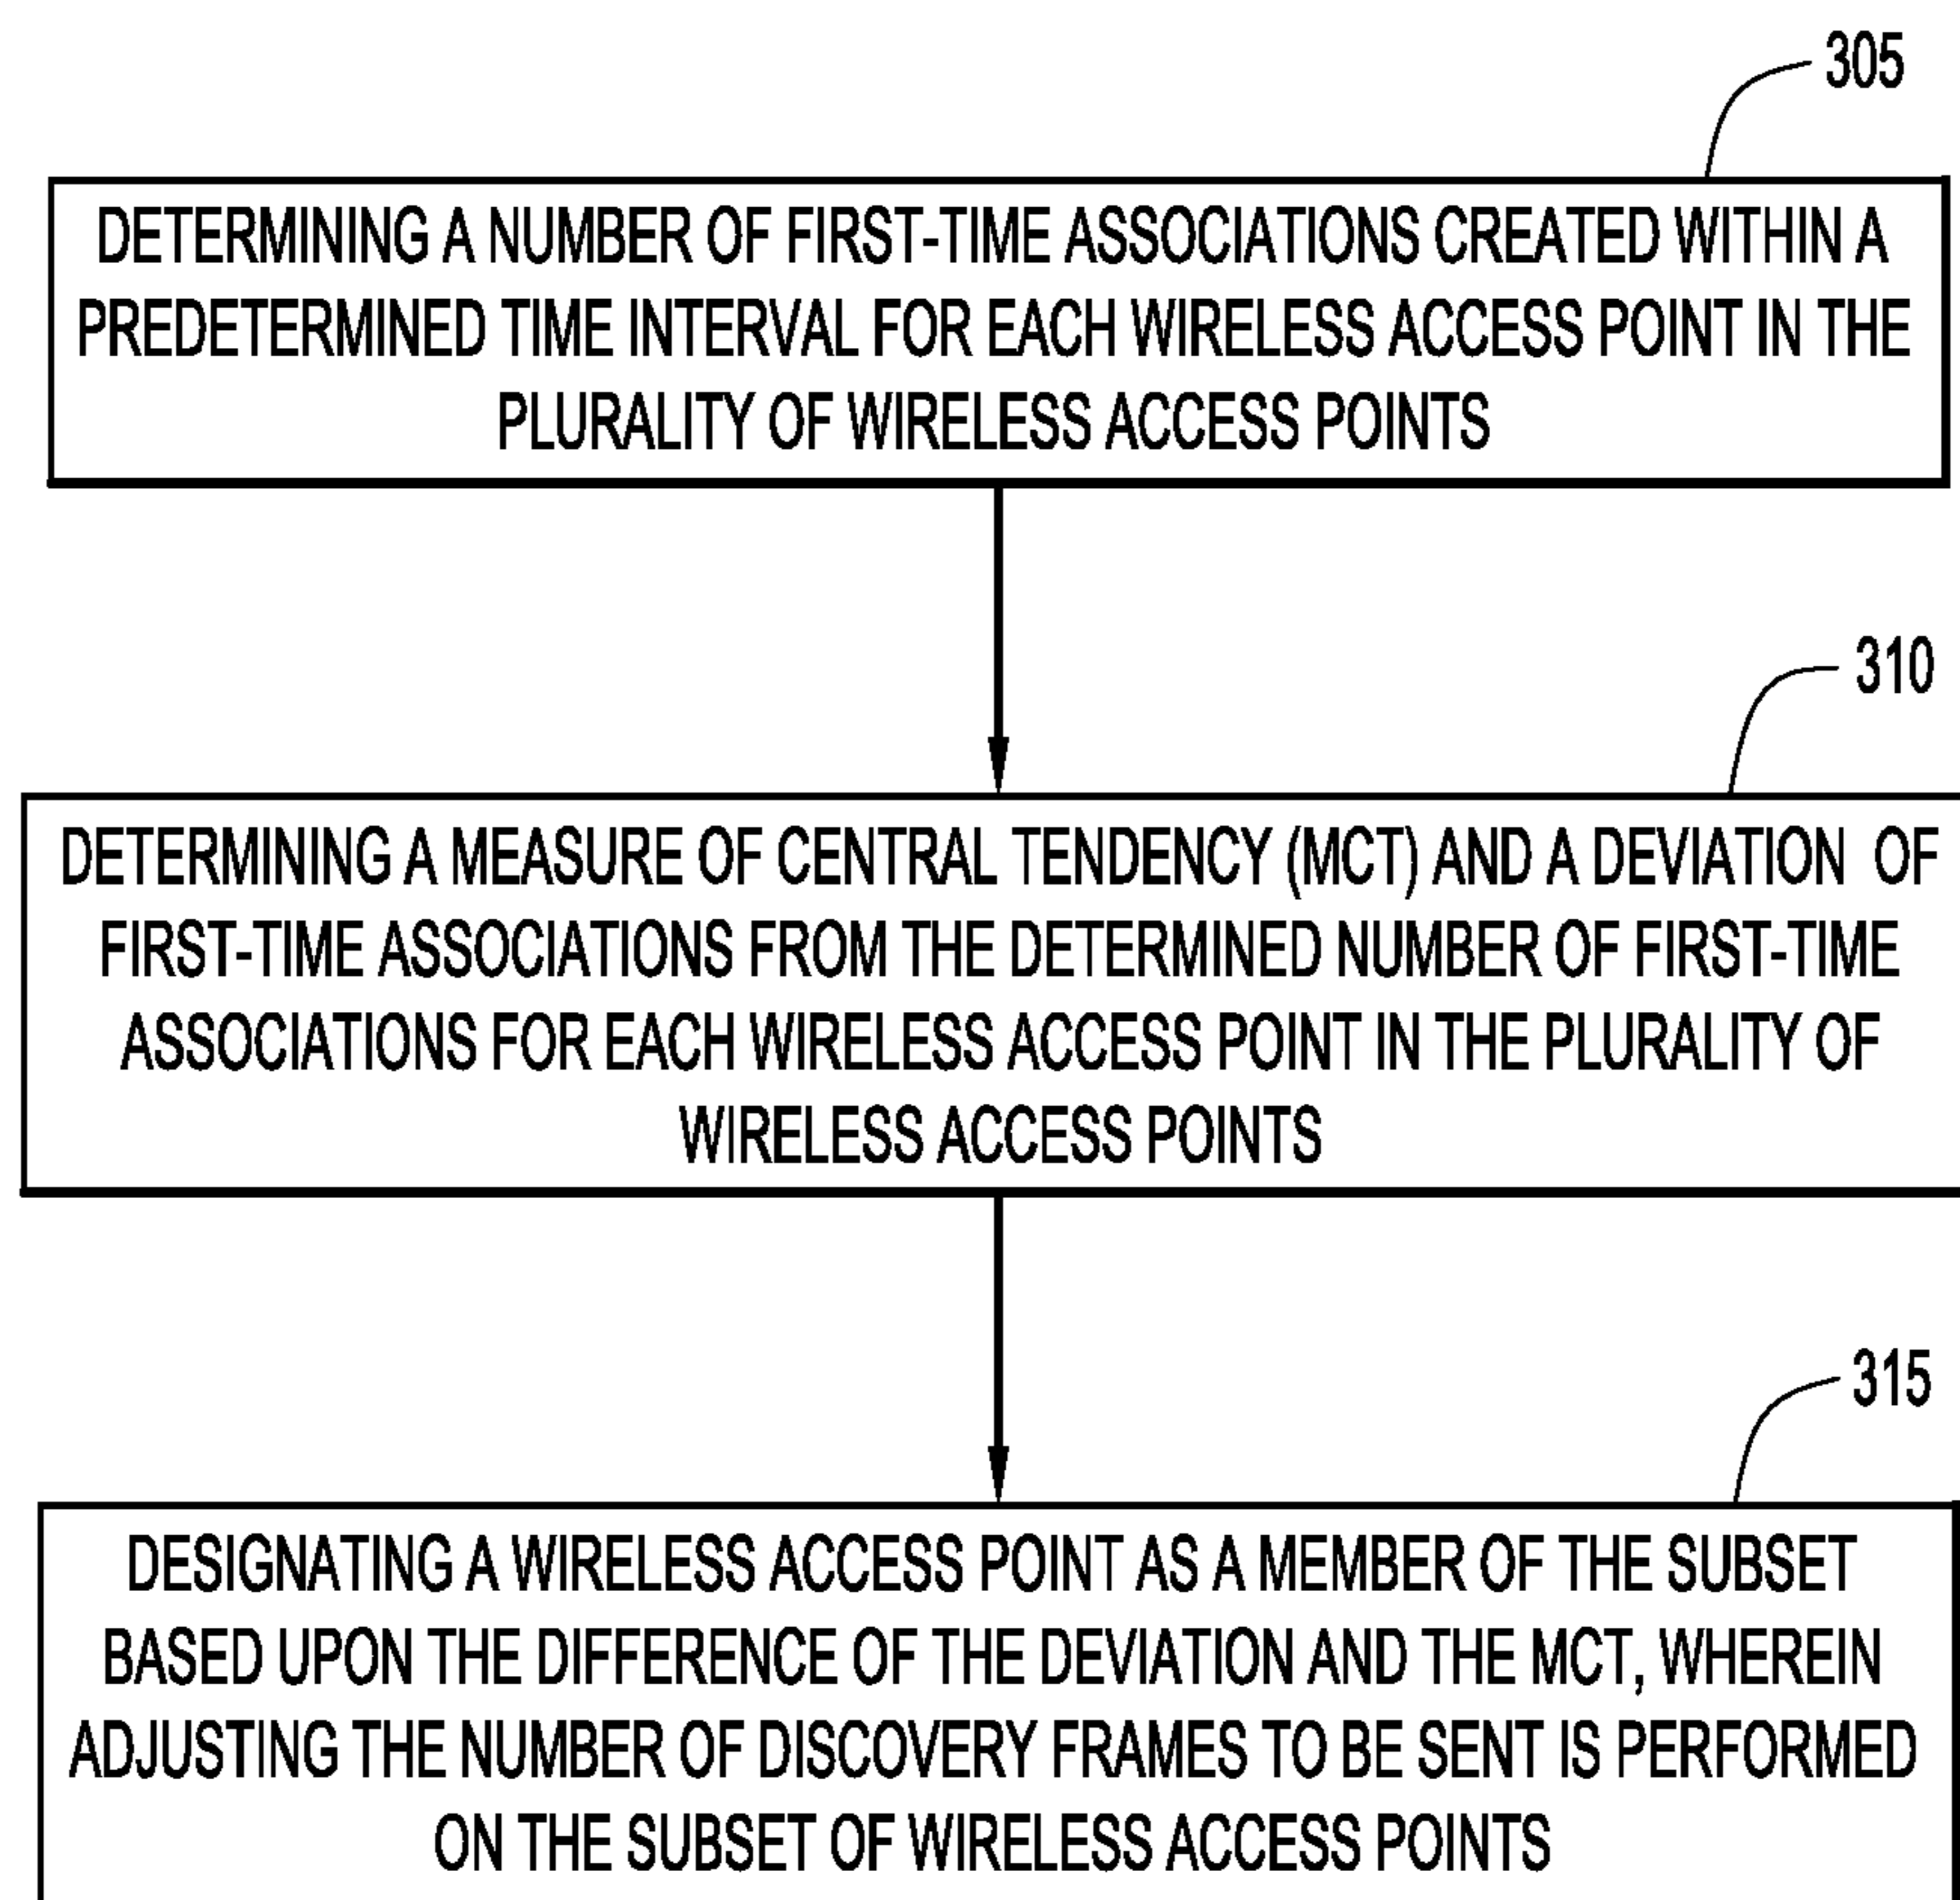 305
DETERMINING A NUMBER OF FIRST-TIME ASSOCIATIONS CREATED WITHIN A
PREDETERMINED TIME INTERVAL FOR EACH WIRELESS ACCESS POINT IN THE
PLURALITY OF WIRELESS ACCESS POINTS
310
DETERMINING A MEASURE OF CENTRAL TENDENCY (MCT) AND A DEVIATION OF
FIRST-TIME ASSOCIATIONS FROM THE DETERMINED NUMBER OF FIRST-TIME
ASSOCIATIONS FOR EACH WIRELESS ACCESS POINT IN THE PLURALITY OF
WIRELESS ACCESS POINTS
315
DESIGNATING A WIRELESS ACCESS POINT AS A MEMBER OF THE SUBSET
BASED UPON THE DIFFERENCE OF THE DEVIATION AND THE MCT, WHEREIN
ADJUSTING THE NUMBER OF DISCOVERY FRAMES TO BE SENT IS PERFORMED
ON THE SUBSET OF WIRELESS ACCESS POINTS